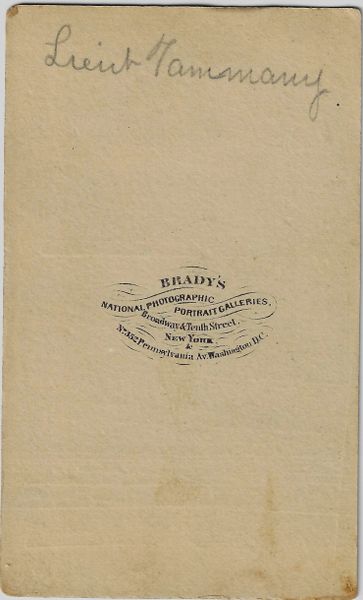 Lieut Tammany
BRADY'S
NATIONAL PHOTOGRAPHIC
PORTRAIT GALLERIES,
Broadway & Tenth Street.
NEW YORK
&
No. 352 Pennsylvania Av. Washington D.C.